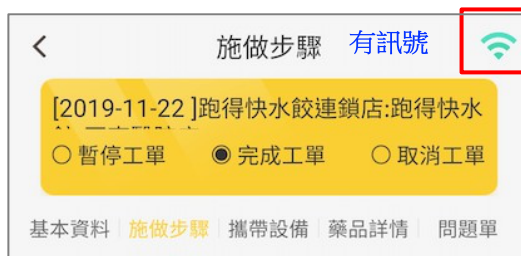 施做步驟 有訊號
[2019-11-22 ]跑得快水餃連鎖店:跑得快水
暫停工單 完成工單 取消工單
基本資料 施做步驟 攜帶設備 藥品詳情 問題單